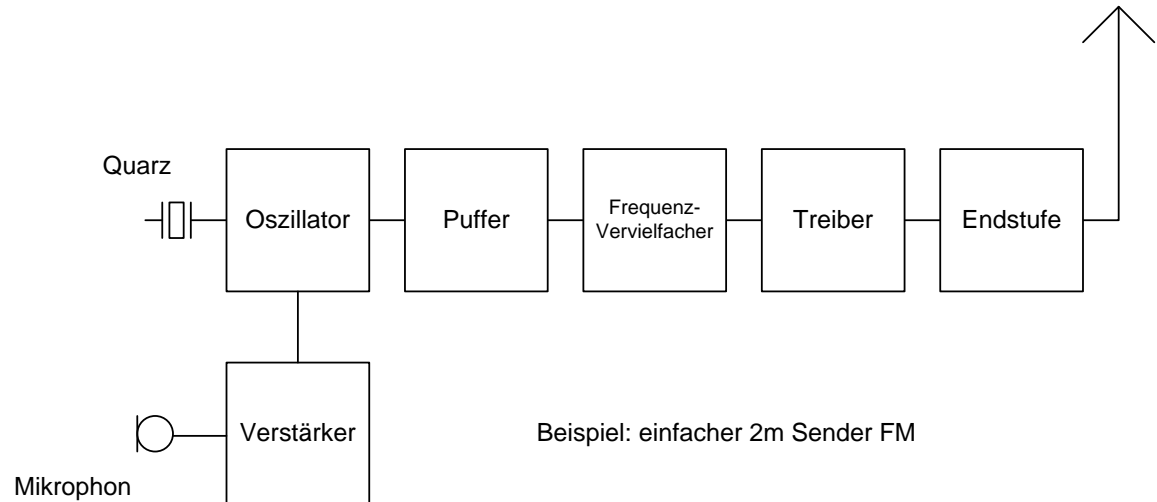 Quarz
Oszillator
Puffer
Frequenz-
Vervielfacher
Treiber
Endstufe
Verstärker
Beispiel: einfacher 2m Sender FM
Mikrophon